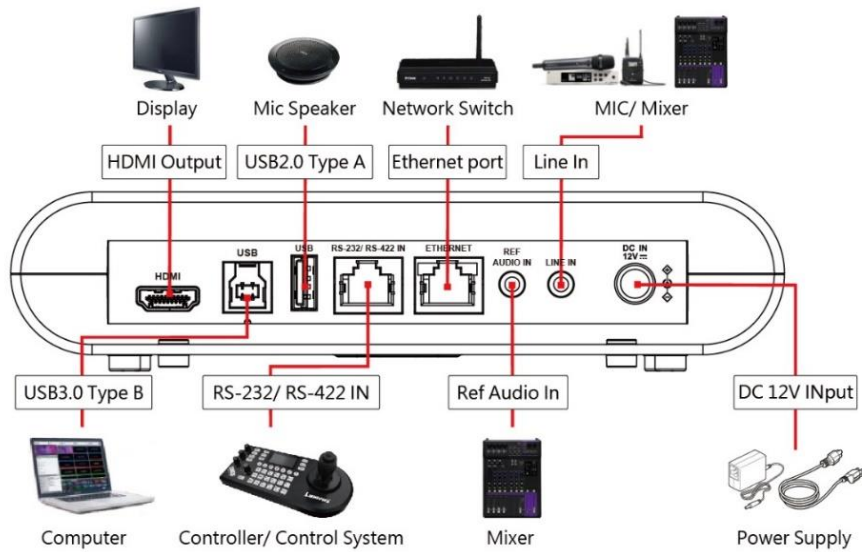 Display
Mic Speaker
Network Switch
MIC/ Mixer
HDMI Output
USB2.0 Type A
Ethernet port
Line In
HDMI
USB
USB
RS-232/ RS-422 IN
ETHERNET
REF
AUDIO IN
LINE IN
DC IN
12V
USB3.0 Type B
RS-232/ RS-422 IN
Ref Audio In
DC 12V INput
Computer
Controller/ Control System
Mixer
Power Supply